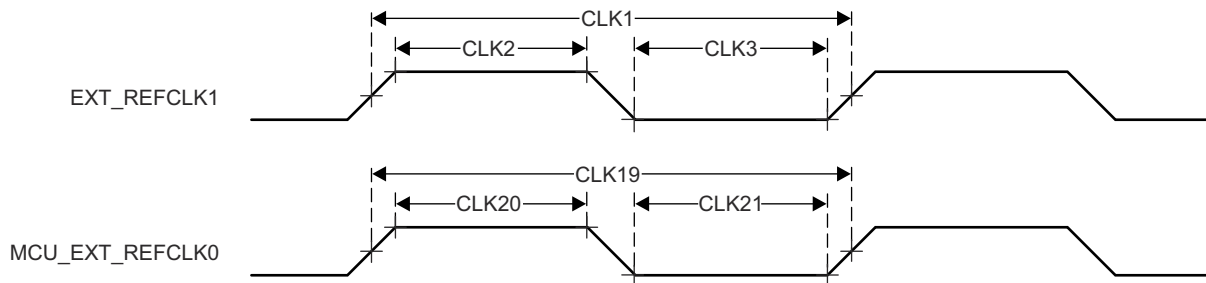 CLK1
CLK2
CLK3
EXT_REFCLK1
CLK19
CLK20
CLK21
MCU_EXT_REFCLK0